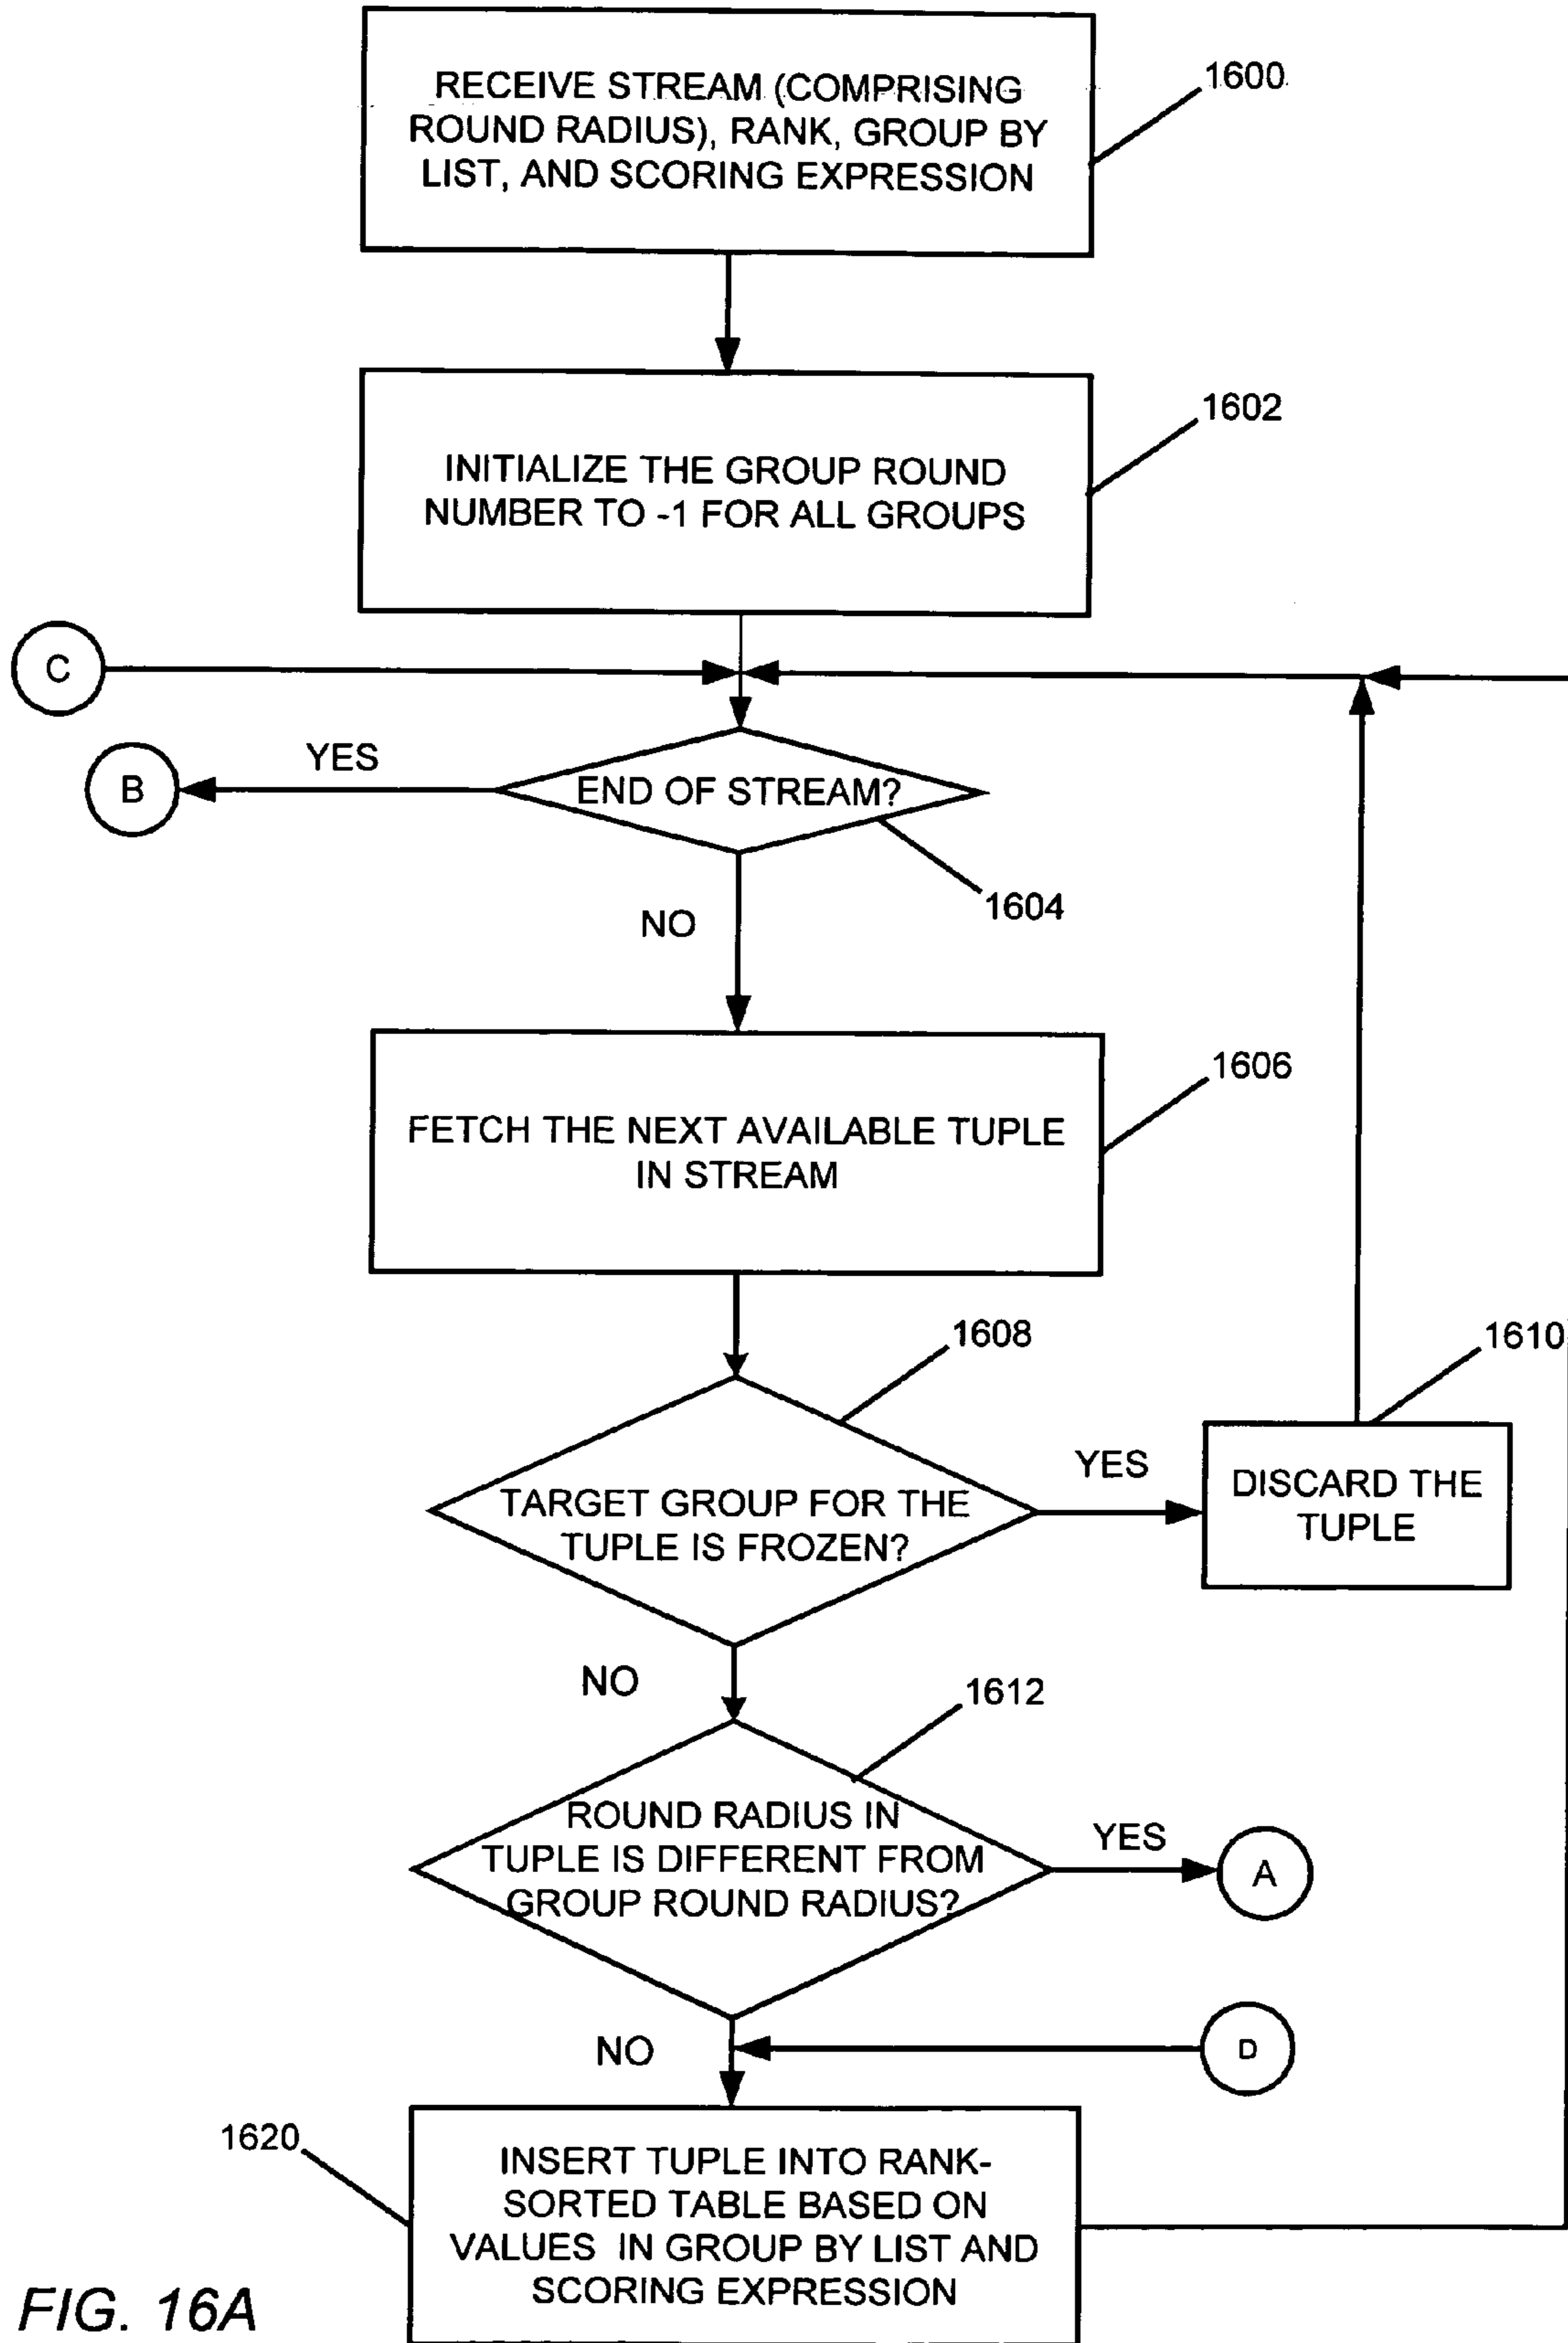 RECEIVE STREAM (COMPRISING
ROUND RADIUS), RANK, GROUP BY
LIST, AND SCORING EXPRESSION
1600
INITIALIZE THE GROUP ROUND
NUMBER TO -1 FOR ALL GROUPS
1602
C
B
YES
END OF STREAM?
1604
NO
FETCH THE NEXT AVAILABLE TUPLE
IN STREAM
1606
1608
TARGET GROUP FOR THE
TUPLE IS FROZEN?
YES
1610
DISCARD THE
TUPLE
NO
1612
ROUND RADIUS IN
TUPLE IS DIFFERENT FROM
GROUP ROUND RADIUS?
YES
A
NO
D
1620
INSERT TUPLE INTO RANK-
SORTED TABLE BASED ON
VALUES IN GROUP BY LIST AND
SCORING EXPRESSION
FIG. 16A